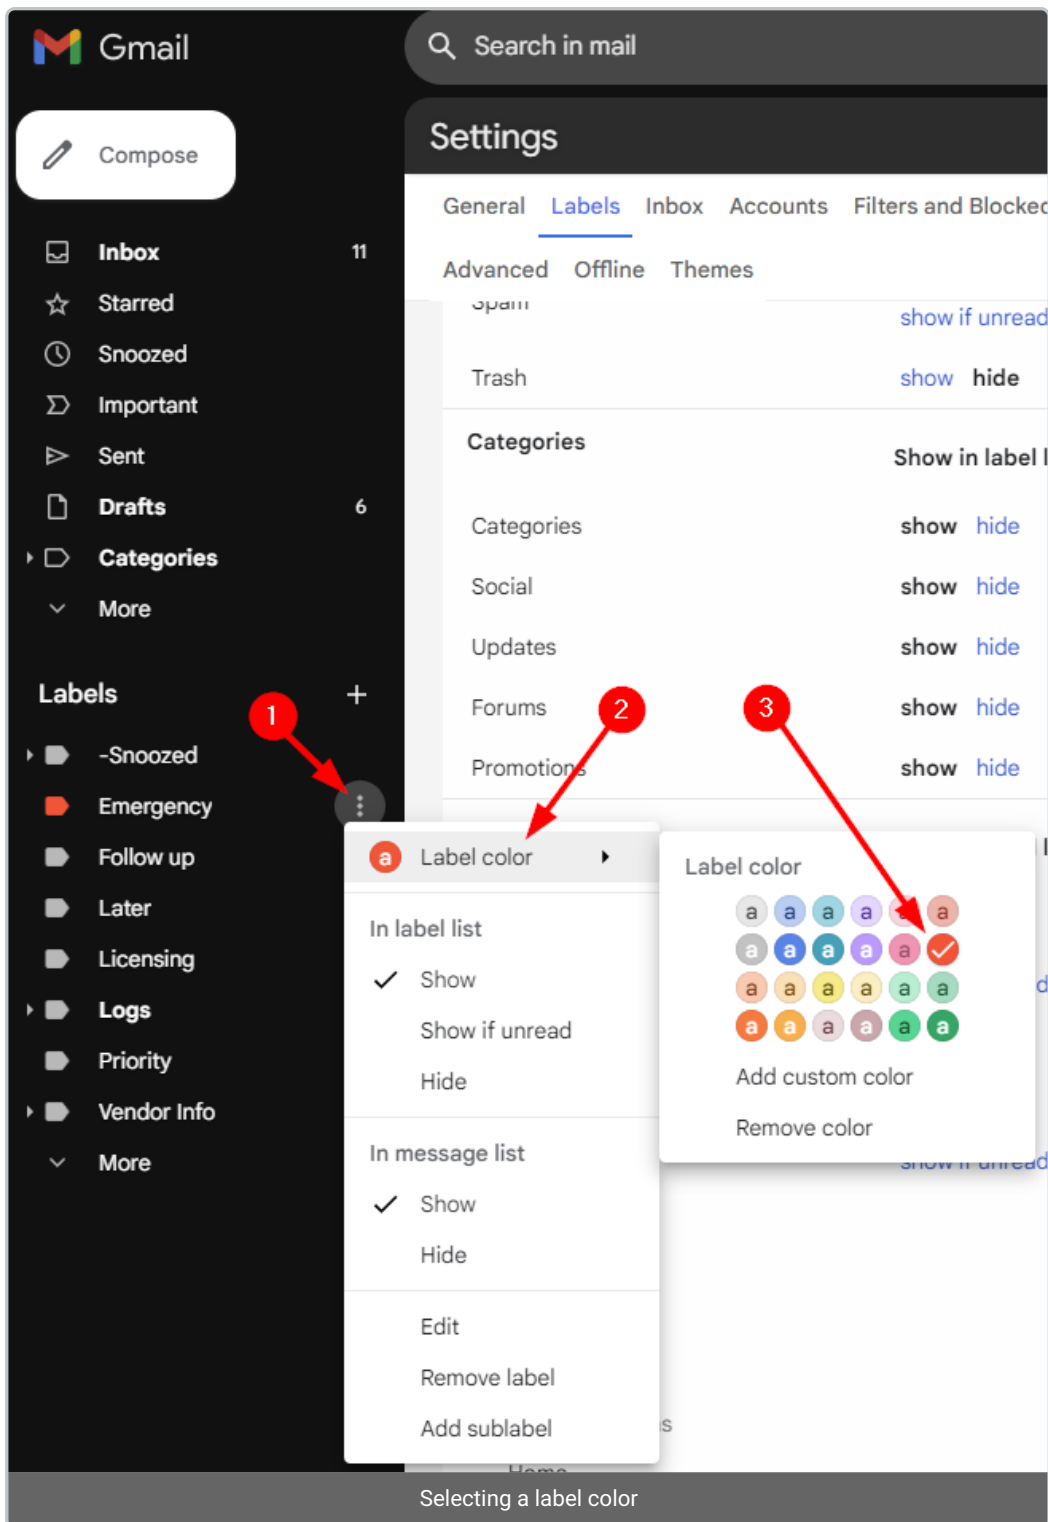 Gmail
Search in mail
Compose
Settings
General Labels Inbox Accounts Filters and Blocked
Advanced Offline Themes
Inbox 11
Starred
Snoozed
Important
Sent
Drafts 6
Categories
More
Spam
show if unread
Trash show hide
Categories Show in label l
Categories show hide
Social show hide
Updates show hide
Forums show hide
Promotions show hide
Labels +
1
2
3
-Snoozed
Emergency
Follow up
Later
Licensing
Logs
Priority
Vendor Info
More
a Label color
In label list
Show
Show if unread
Hide
In message list
Show
Hide
Edit
Remove label
Add sublabel
Label color
a a a a a a
a a a a a
a a a a a a
a a a a a a
Add custom color
Remove color
show if unread
s
Home
Selecting a label color